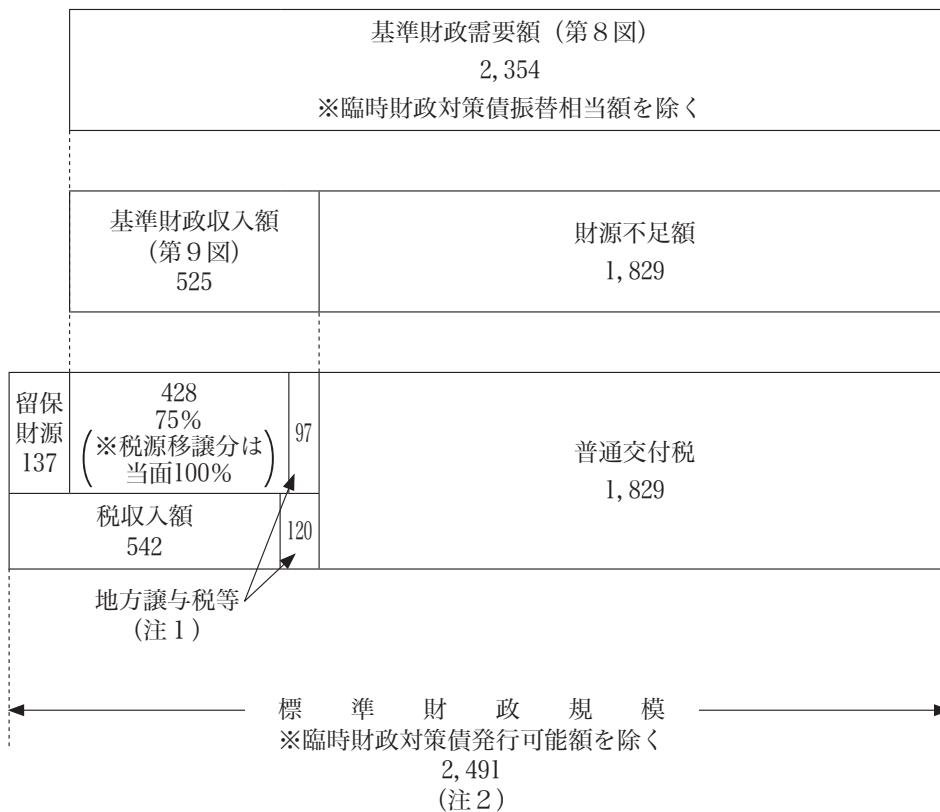 基準財政需要額（第８図）
2,354
※臨時財政対策債振替相当額を除く
基準財政収入額
（第９図）
525
財源不足額
1,829
留保
財源
137
428
75%
（※税源移譲分は
当面100%）
97
普通交付税
1,829
税収入額
542
120
地方譲与税等
（注１）
標準財政規模
※臨時財政対策債発行可能額を除く
2,491
（注２）